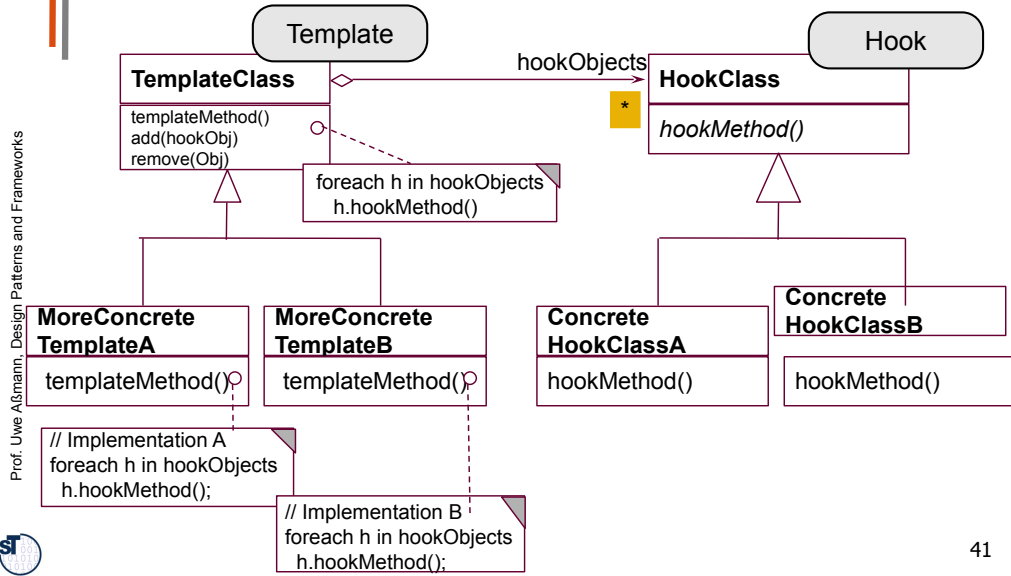 Template
Hook
TemplateClass
hookObjects
HookClass
*
templateMethod()
add(hookObj)
remove(Obj)
hookMethod()
foreach h in hookObjects
h.hookMethod()
MoreConcrete
TemplateA
MoreConcrete
TemplateB
Concrete
HookClassA
Concrete
HookClassB
templateMethod()
templateMethod()
hookMethod()
hookMethod()
// Implementation A
foreach h in hookObjects
h.hookMethod();
// Implementation B
foreach h in hookObjects
h.hookMethod();
Prof. Uwe Aßmann, Design Patterns and Frameworks
ST
41